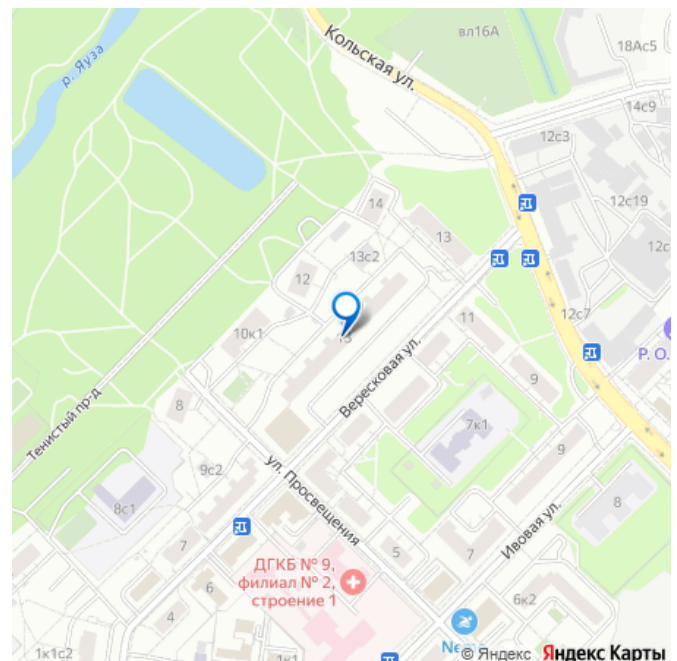 вл16А
Кольская ул.
18Ас5
р. Яуза
14с9
12с3
12с19
14
13
13с2
12с
12
12с7
10к1
11
Р. О.
Вересковая ул.
9
8
7к1
Тенистый пр-д
9
9с2
ул. Просвещения
8с1
8
Ивовая ул.
7
5
7
ДГКБ № 9,
филиал № 2,
строение 1
6
6к2
4
1к1с2
1к1
© Яндекс Яндекс Карты